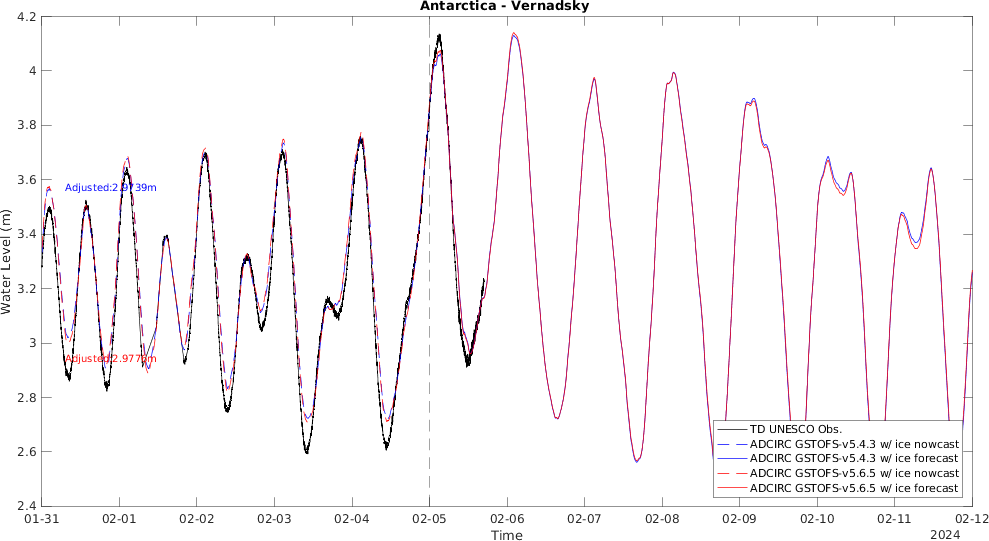 Antarctica - Vernadsky
Water Level (m)
4.2
4
3.8
3.6
3.4
3.2
3
2.8
2.6
2.4
Adjusted:2.9739m
Adjusted:2.9776m
TD UNESCO Obs.
ADCIRC GSTOFS-v5.4.3 w/ ice nowcast
ADCIRC GSTOFS-v5.4.3 w/ ice forecast
ADCIRC GSTOFS-v5.6.5 w/ ice nowcast
ADCIRC GSTOFS-v5.6.5 w/ ice forecast
01-31 02-01 02-02 02-03 02-04 02-05 02-06 02-07 02-08 02-09 02-10 02-11 02-12
Time
2024